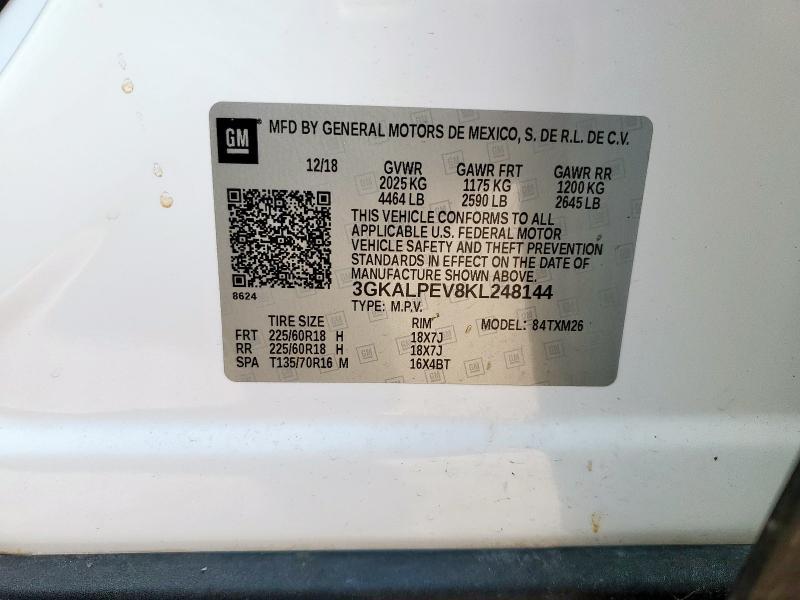 GM MFD BY GENERAL MOTORS DE MEXICO, S. DE R.L. DE C.V.
12/18 GVWR GAWR FRT GAWR RR
2025 KG 1175 KG 1200 KG
4464 LB 2590 LB 2645 LB
THIS VEHICLE CONFORMS TO ALL
APPLICABLE U.S. FEDERAL MOTOR
VEHICLE SAFETY AND THEFT PREVENTION
STANDARDS IN EFFECT ON THE DATE OF
MANUFACTURE SHOWN ABOVE.
8624 3GKALPEV8KL248144
TYPE: M.P.V.
TIRE SIZE RIM MODEL: 84TXM26
FRT 225/60R18 H 18X7J
RR 225/60R18 H 18X7J
SPA T135/70R16 M 16X4BT